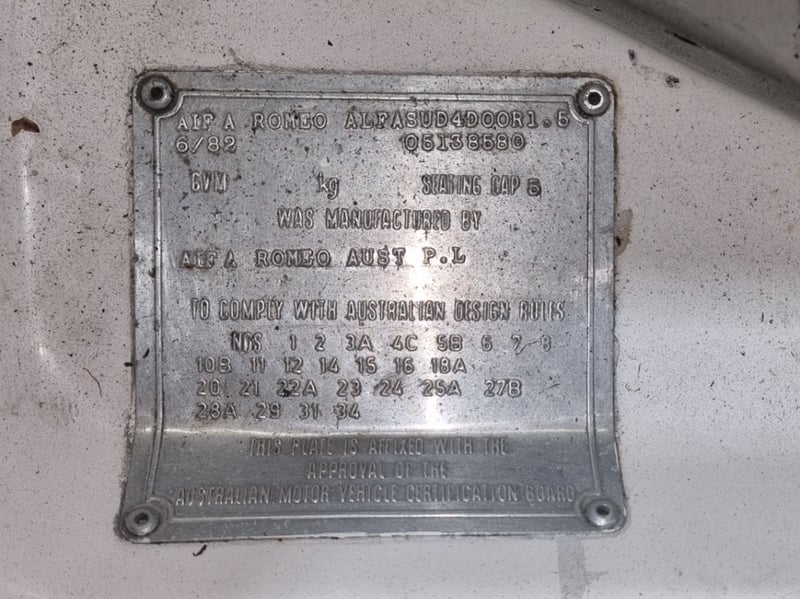 ALFA ROMEO ALFASUD4DOOR1.5
6/82 05138580
GVM kg SEATING CAP 5
WAS MANUFACTURED BY
ALFA ROMEO AUST P.L
TO COMPLY WITH AUSTRALIAN DESIGN RULES
NOS 1 2 3A 4C 5B 6 7 8
10B 11 12 14 15 16 18A
20 21 22A 23 24 25A 27B
28A 29 31 34
THIS PLATE IS AFFIXED WITH THE
APPROVAL OF THE
AUSTRALIAN MOTOR VEHICLE CERTIFICATION BOARD